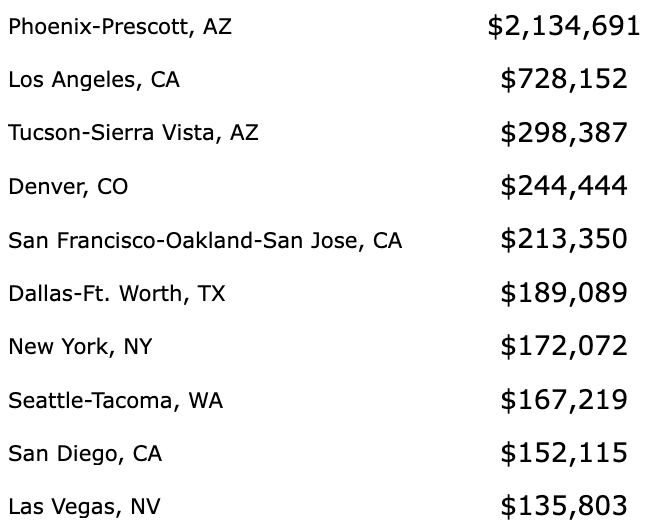 Phoenix-Prescott, AZ $2,134,691
Los Angeles, CA $728,152
Tucson-Sierra Vista, AZ $298,387
Denver, CO $244,444
San Francisco-Oakland-San Jose, CA $213,350
Dallas-Ft. Worth, TX $189,089
New York, NY $172,072
Seattle-Tacoma, WA $167,219
San Diego, CA $152,115
Las Vegas, NV $135,803